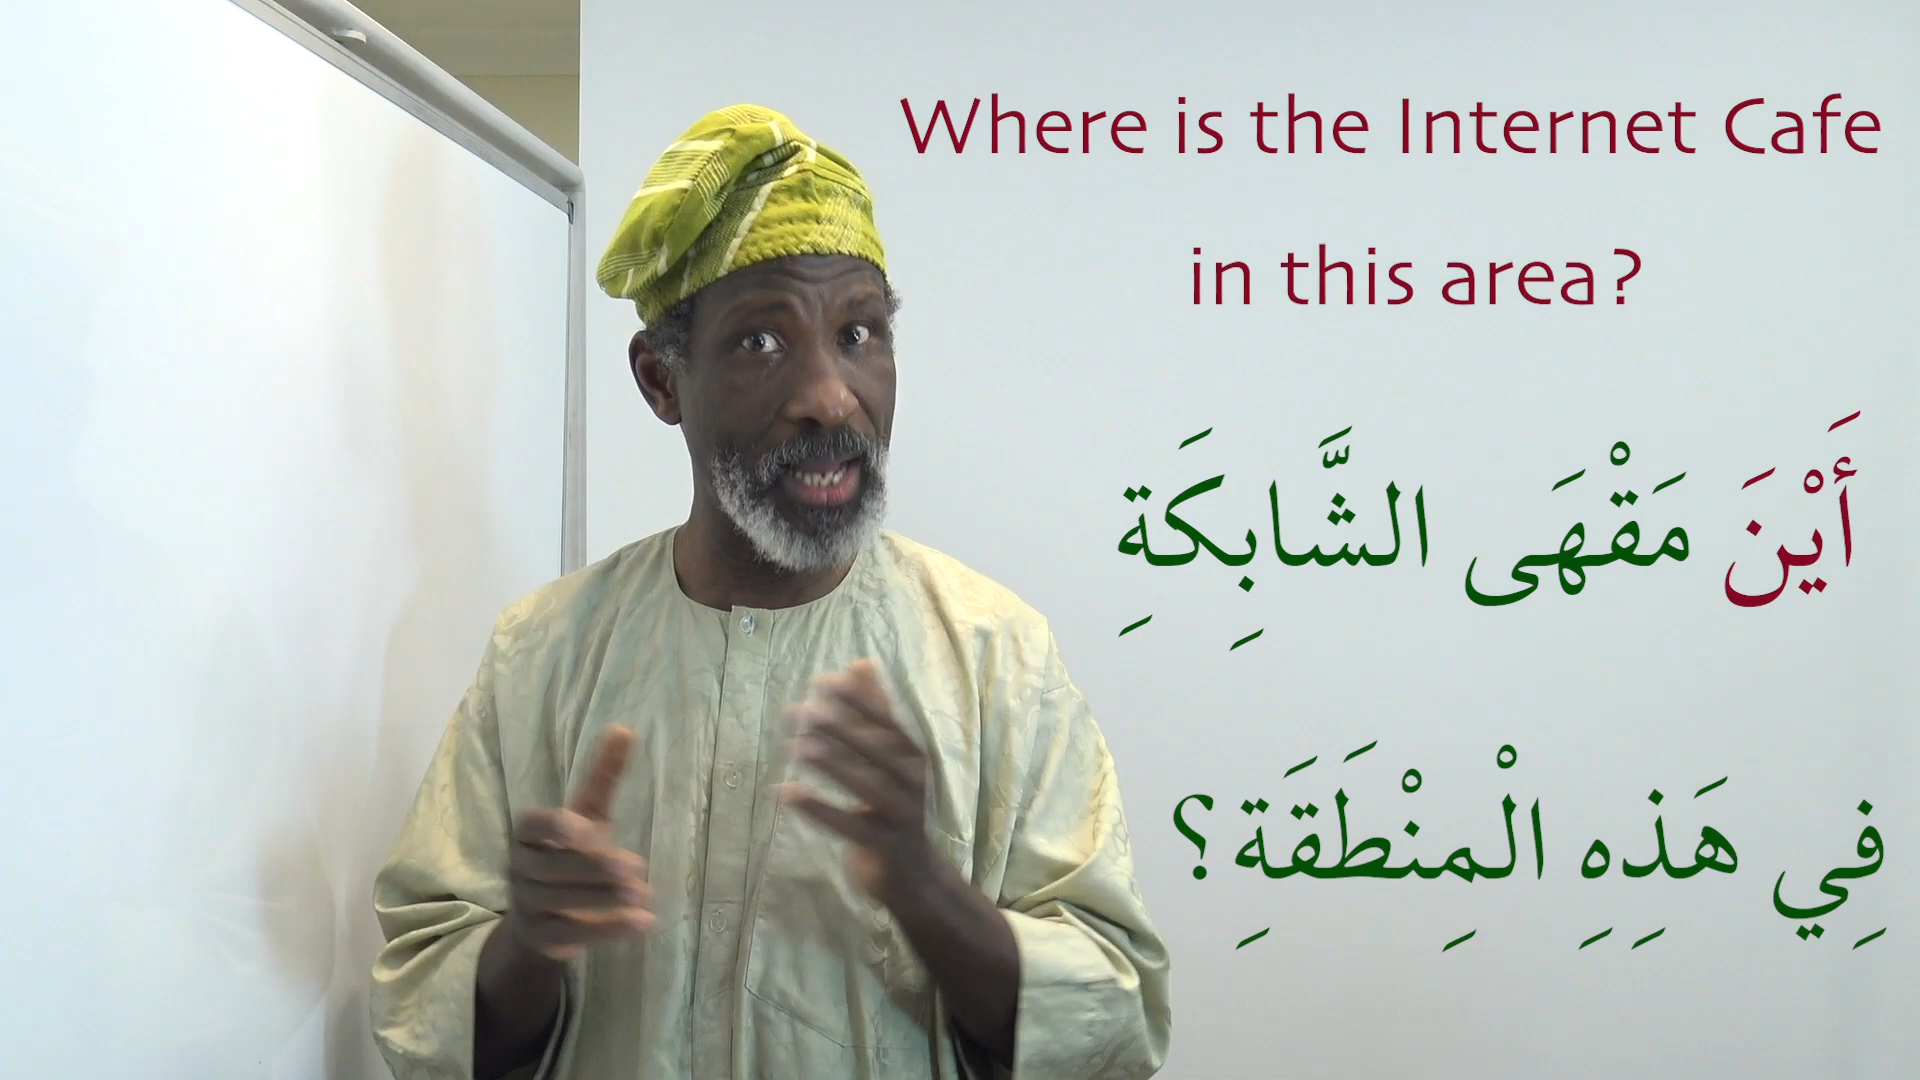 Where is the Internet Cafe
in this area?
أَيْنَ مَقْهَى الشَّابِكَةِ
فِي هَذِهِ الْمِنْطَقَةِ؟